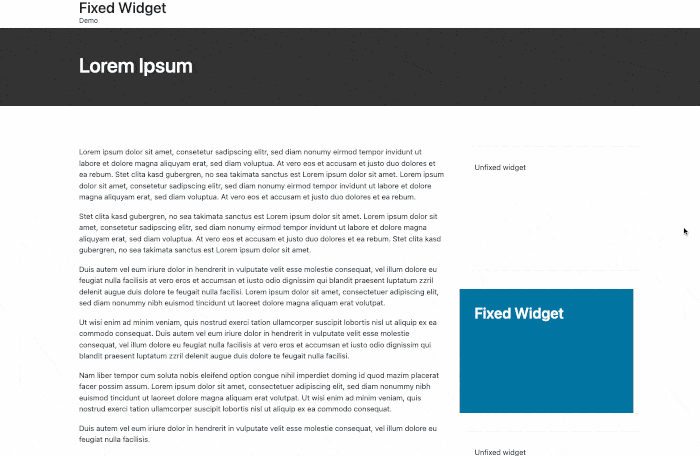 Fixed Widget
Demo
Lorem Ipsum
Lorem ipsum dolor sit amet, consetetur sadipscing elitr, sed diam nonumy eirmod tempor invidunt ut
labore et dolore magna aliquyam erat, sed diam voluptua. At vero eos et accusam et justo duo dolores et
ea rebum. Stet clita kasd gubergren, no sea takimata sanctus est Lorem ipsum dolor sit amet. Lorem ipsum
dolor sit amet, consetetur sadipscing elitr, sed diam nonumy eirmod tempor invidunt ut labore et dolore
magna aliquyam erat, sed diam voluptua. At vero eos et accusam et justo duo dolores et ea rebum.
Stet clita kasd gubergren, no sea takimata sanctus est Lorem ipsum dolor sit amet. Lorem ipsum dolor sit
amet, consetetur sadipscing elitr, sed diam nonumy eirmod tempor invidunt ut labore et dolore magna
aliquyam erat, sed diam voluptua. At vero eos et accusam et justo duo dolores et ea rebum. Stet clita kasd
gubergren, no sea takimata sanctus est Lorem ipsum dolor sit amet.
Duis autem vel eum iriure dolor in hendrerit in vulputate velit esse molestie consequat, vel illum dolore eu
feugiat nulla facilisis at vero eros et accumsan et iusto odio dignissim qui blandit praesent luptatum zzril
delenit augue duis dolore te feugait nulla facilisi. Lorem ipsum dolor sit amet, consectetuer adipiscing elit,
sed diam nonummy nibh euismod tincidunt ut laoreet dolore magna aliquam erat volutpat.
Ut wisi enim ad minim veniam, quis nostrud exerci tation ullamcorper suscipit lobortis nisl ut aliquip ex ea
commodo consequat. Duis autem vel eum iriure dolor in hendrerit in vulputate velit esse molestie
consequat, vel illum dolore eu feugiat nulla facilisis at vero eros et accumsan et iusto odio dignissim qui
blandit praesent luptatum zzril delenit augue duis dolore te feugait nulla facilisi.
Nam liber tempor cum soluta nobis eleifend option congue nihil imperdiet doming id quod mazim placerat
facer possim assum. Lorem ipsum dolor sit amet, consectetuer adipiscing elit, sed diam nonummy nibh
euismod tincidunt ut laoreet dolore magna aliquam erat volutpat. Ut wisi enim ad minim veniam, quis
nostrud exerci tation ullamcorper suscipit lobortis nisl ut aliquip ex ea commodo consequat.
Duis autem vel eum iriure dolor in hendrerit in vulputate velit esse molestie consequat, vel illum dolore eu
feugiat nulla facilisis.
Unfixed widget
Fixed Widget
Unfixed widget